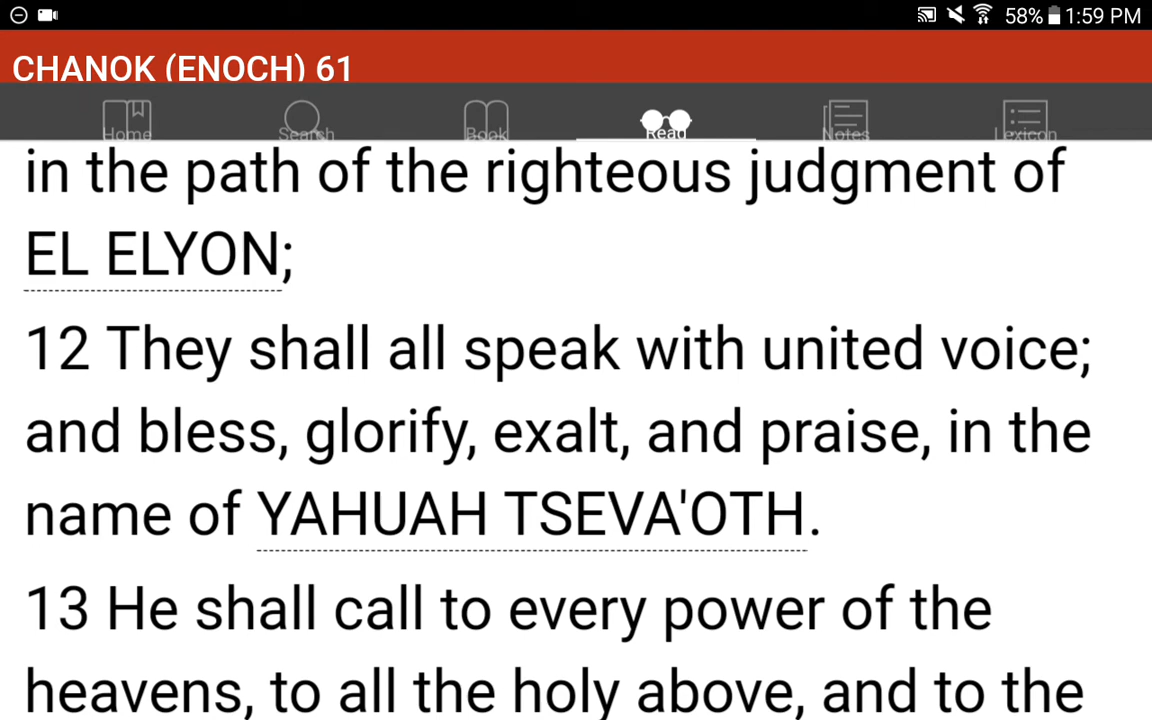 58% 1:59 PM
CHANOK (ENOCH) 61
Home Search Book Read Notes Lexicon
in the path of the righteous judgment of
EL ELYON;
12 They shall all speak with united voice;
and bless, glorify, exalt, and praise, in the
name of YAHUAH TSEVA'OTH.
13 He shall call to every power of the
heavens, to all the holy above, and to the